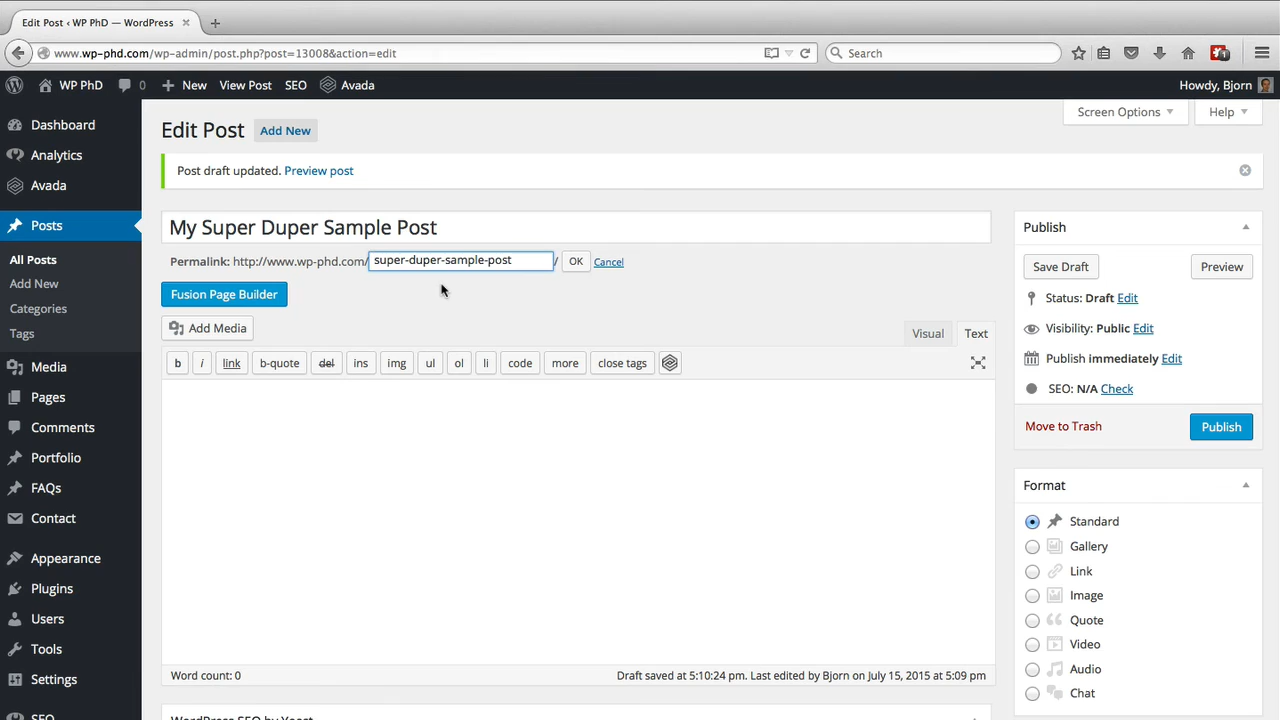 Edit Post ‹ WP PhD — WordPress
www.wp-phd.com/wp-admin/post.php?post=13008&action=edit
Search
1
WP PhD 0 New View Post SEO Avada
Howdy, Bjorn
Dashboard
Analytics
Avada
Posts
All Posts
Add New
Categories
Tags
Media
Pages
Comments
Portfolio
FAQs
Contact
Appearance
Plugins
Users
Tools
Settings
SEO
Screen Options
Help
Edit Post Add New
Post draft updated. Preview post
My Super Duper Sample Post
Permalink: http://www.wp-phd.com/super-duper-sample-post/ OK Cancel
Fusion Page Builder
Add Media
Visual Text
b i link b-quote del ins img ul ol li code more close tags
Word count: 0
Draft saved at 5:10:24 pm. Last edited by Bjorn on July 15, 2015 at 5:09 pm
WordPress SEO by Yoast
Publish
Save Draft
Preview
Status: Draft Edit
Visibility: Public Edit
Publish immediately Edit
SEO: N/A Check
Move to Trash
Publish
Format
Standard
Gallery
Link
Image
Quote
Video
Audio
Chat